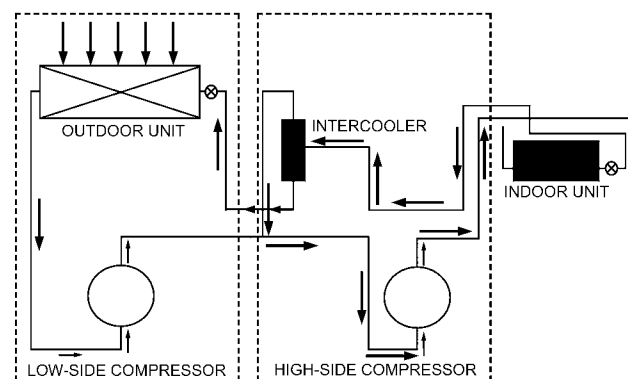 OUTDOOR UNIT
INTERCOOLER
INDOOR UNIT
LOW-SIDE COMPRESSOR
HIGH-SIDE COMPRESSOR